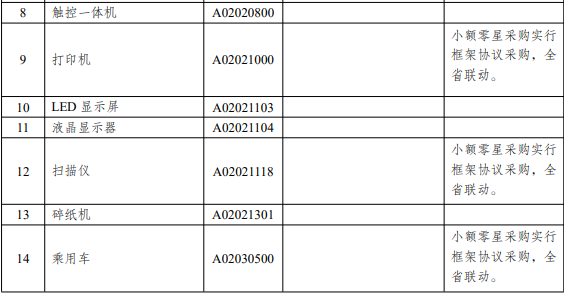 8 触控一体机 A02020800
9 打印机 A02021000 小额零星采购实行
框架协议采购，全
省联动。
10 LED 显示屏 A02021103
11 液晶显示器 A02021104
12 扫描仪 A02021118 小额零星采购实行
框架协议采购，全
省联动。
13 碎纸机 A02021301
14 乘用车 A02030500 小额零星采购实行
框架协议采购，全
省联动。